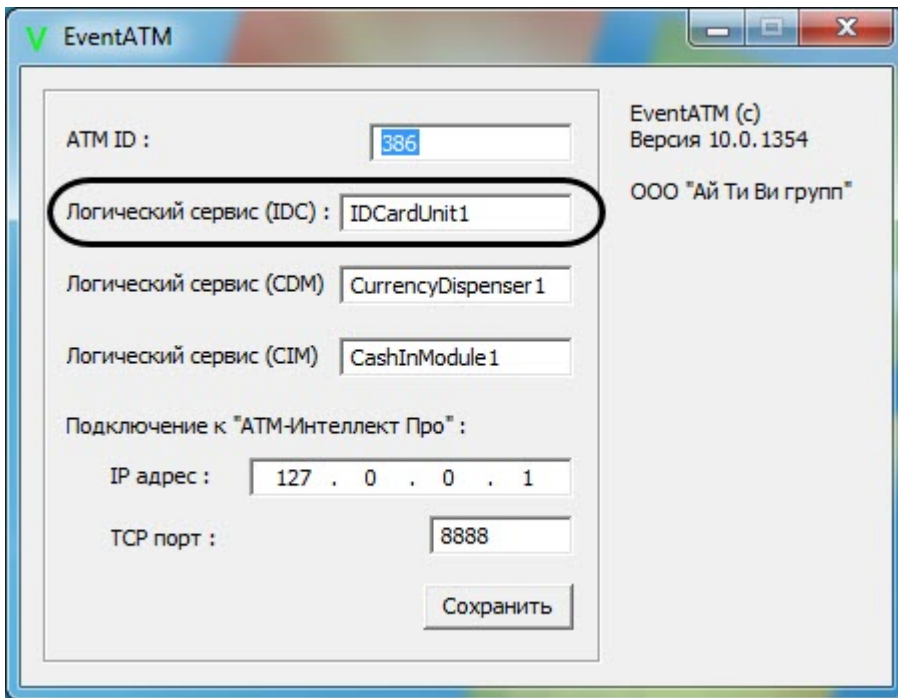 EventATM
ATM ID :
386
Логический сервис (IDC) :
IDCardUnit1
Логический сервис (CDM)
CurrencyDispenser1
Логический сервис (CIM)
CashInModule1
Подключение к "АТМ-Интеллект Про" :
IP адрес :
127 . 0 . 0 . 1
TCP порт :
8888
Сохранить
EventATM (c)
Версия 10.0.1354
ООО "Ай Ти Ви групп"